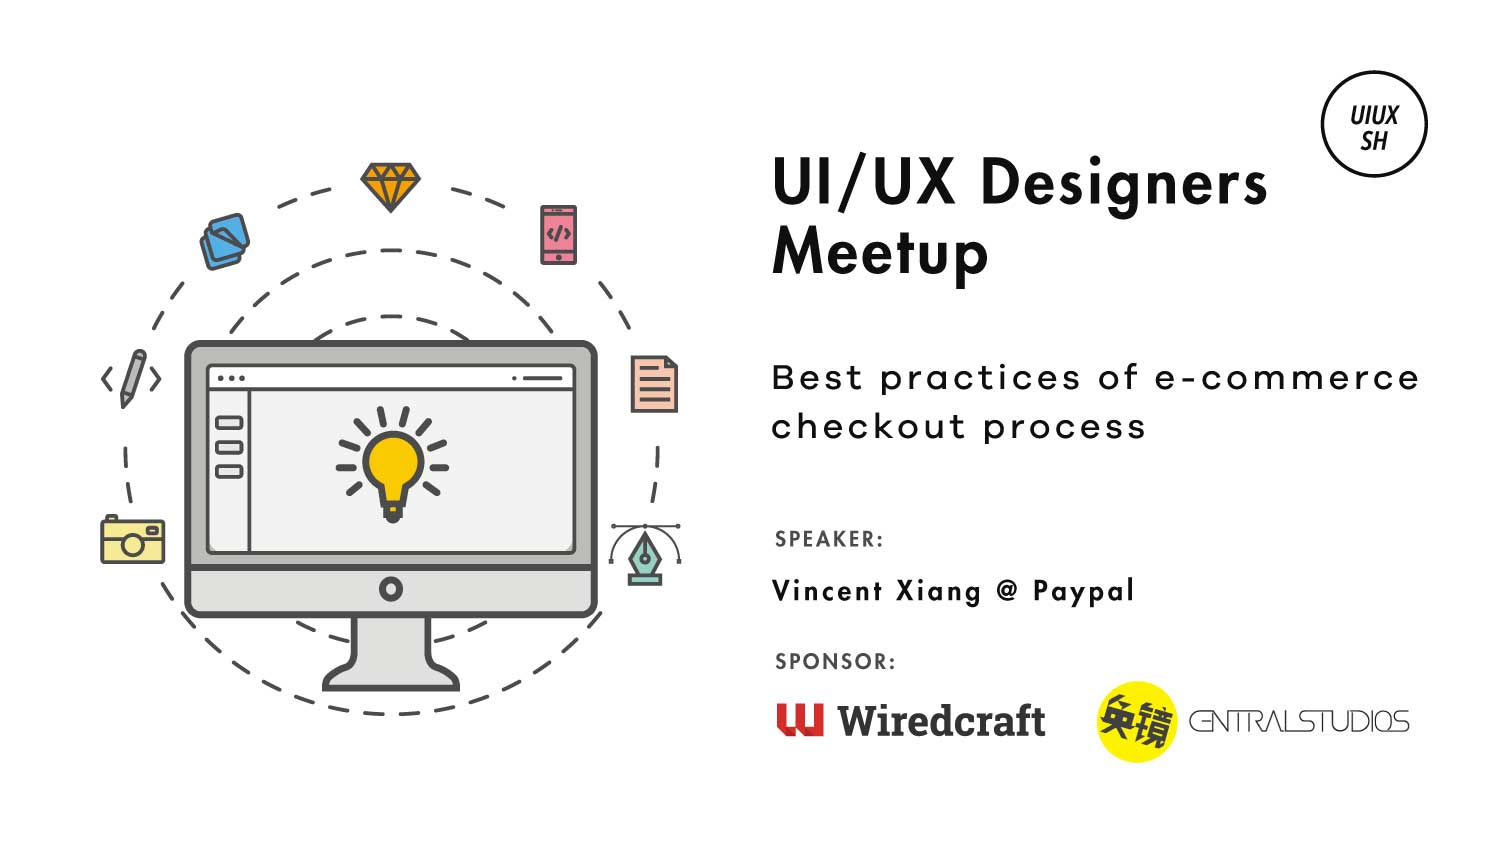 UIUX
SH
UI/UX Designers
Meetup
Best practices of e-commerce
checkout process
SPEAKER:
Vincent Xiang @ Paypal
SPONSOR:
Wiredcraft
奂镜 CENTRALSTUDIOS